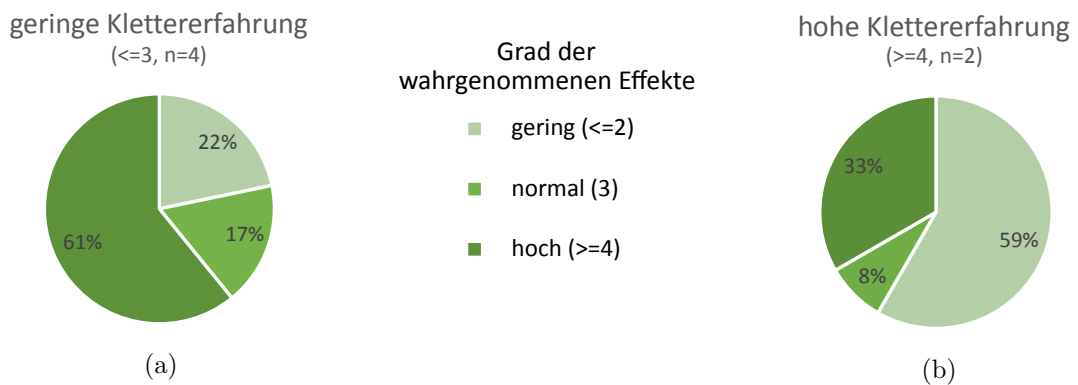 geringe Klettererfahrung
(<=3, n=4)
22%
17%
61%
(a)
Grad der
wahrgenommenen Effekte
gering (<=2)
normal (3)
hoch (>=4)
hohe Klettererfahrung
(>=4, n=2)
33%
59%
8%
(b)